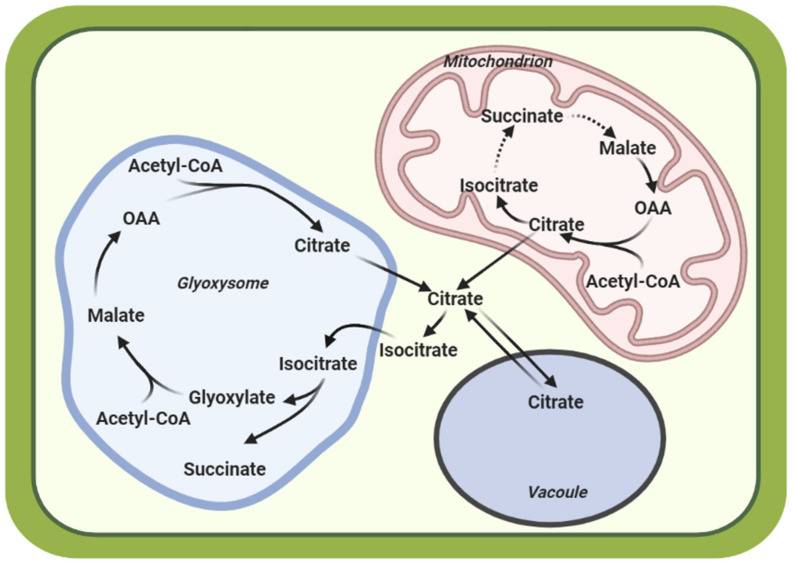 Mitochondrion
Succinate
Malate
Isocitrate
OAA
Citrate
Acetyl-CoA
Acetyl-CoA
OAA
Citrate
Glyoxysome
Malate
Isocitrate
Glyoxylate
Acetyl-CoA
Succinate
Citrate
Isocitrate
Citrate
Vacoule